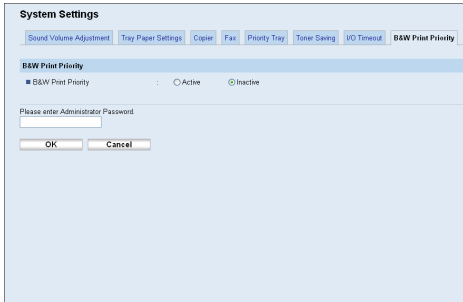 System Settings
Sound Volume Adjustment Tray Paper Settings Copier Fax Priority Tray Toner Saving I/O Timeout B&W Print Priority
B&W Print Priority
B&W Print Priority : Active Inactive
Please enter Administrator Password.
OK Cancel